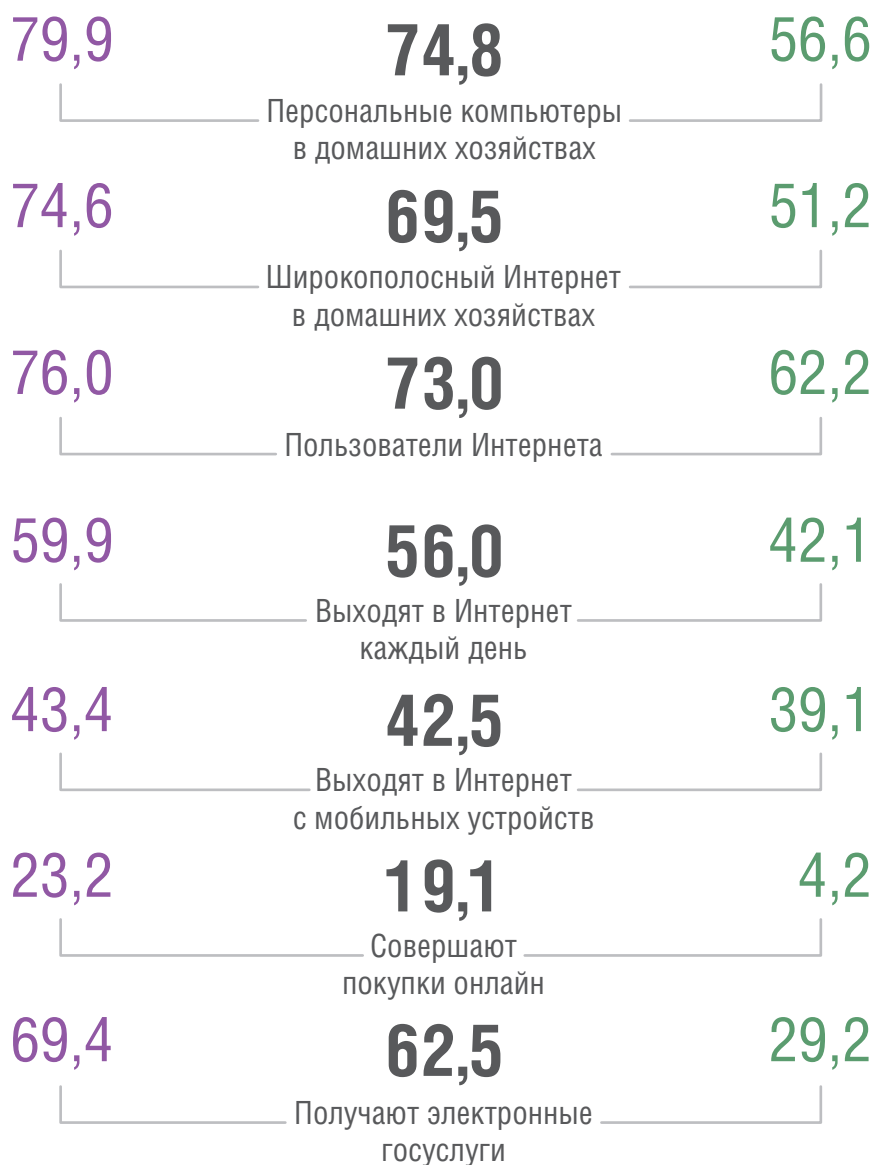 79,9 74,8 56,6
Персональные компьютеры
в домашних хозяйствах
74,6 69,5 51,2
Широкополосный Интернет
в домашних хозяйствах
76,0 73,0 62,2
Пользователи Интернета
59,9 56,0 42,1
Выходят в Интернет
каждый день
43,4 42,5 39,1
Выходят в Интернет
с мобильных устройств
23,2 19,1 4,2
Совершают
покупки онлайн
69,4 62,5 29,2
Получают электронные
госуслуги